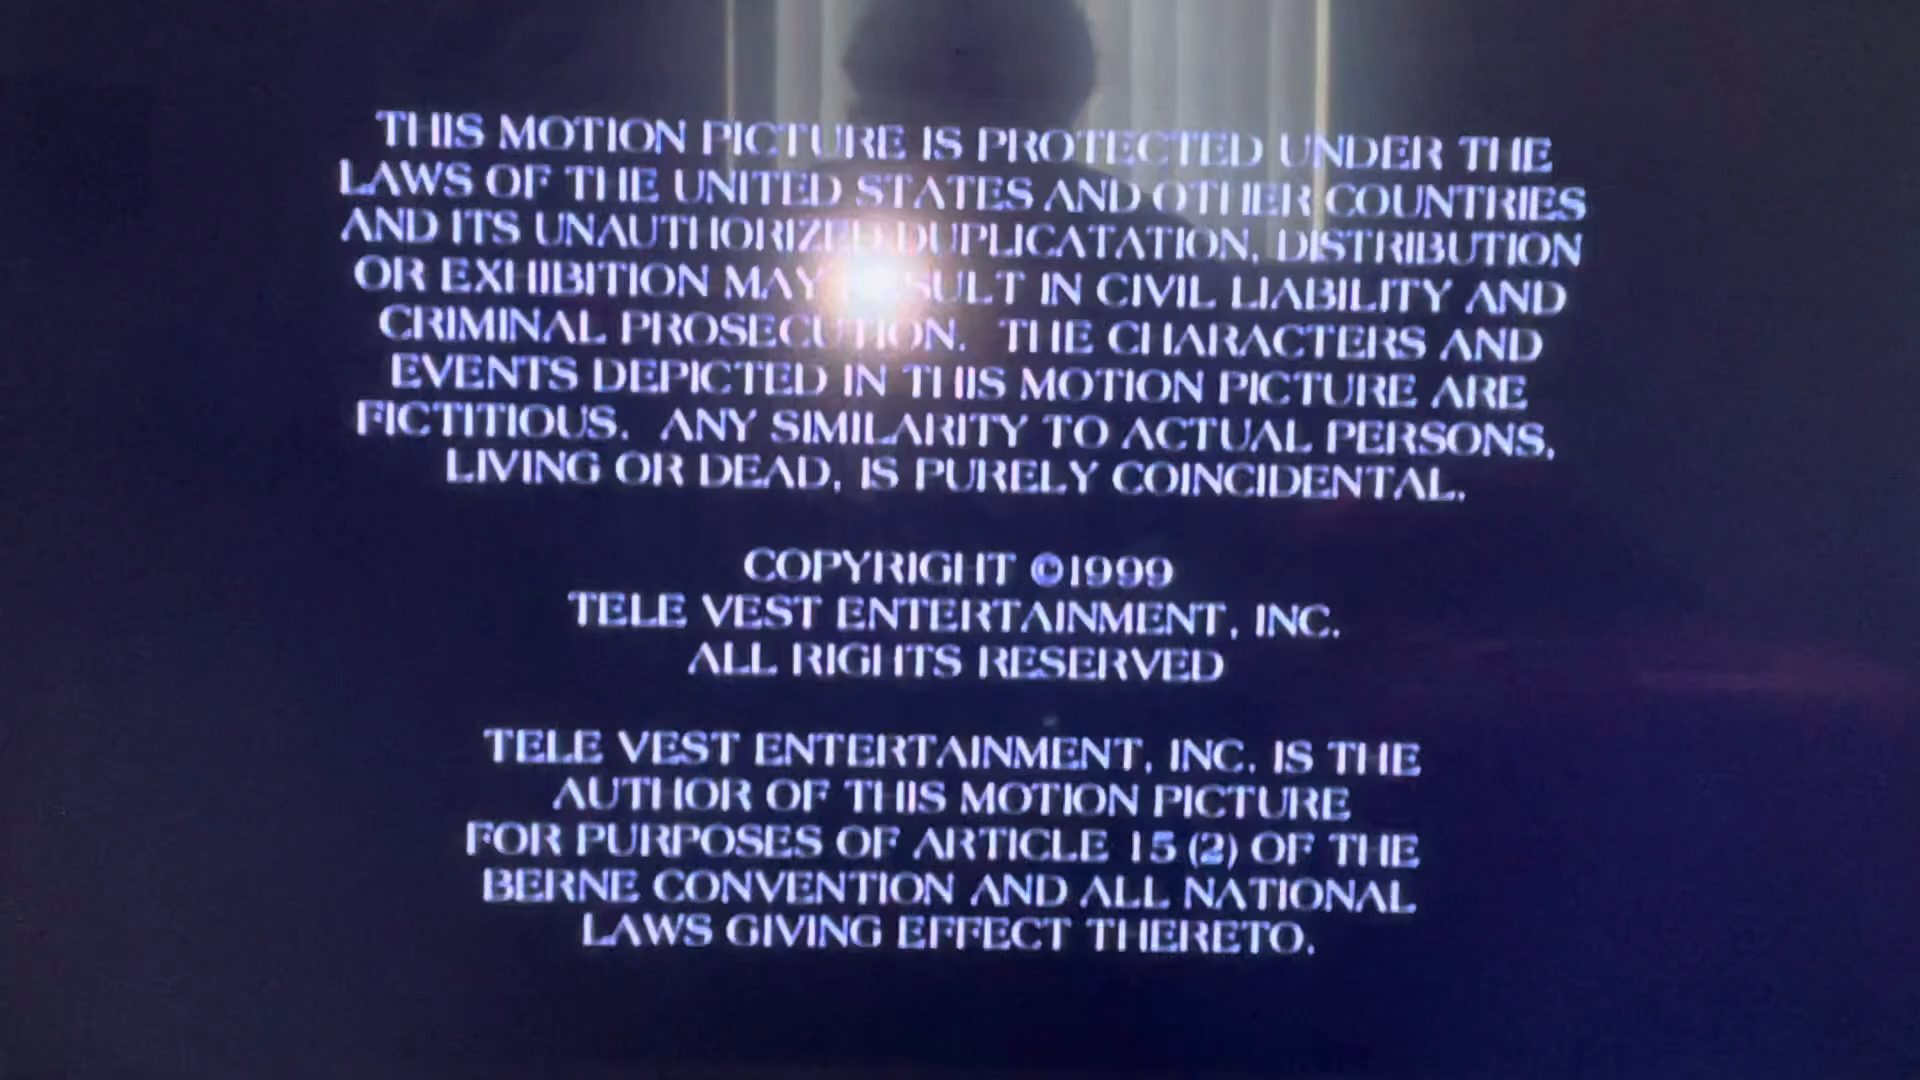 THIS MOTION PICTURE IS PROTECTED UNDER THE
LAWS OF THE UNITED STATES AND OTHER COUNTRIES
AND ITS UNAUTHORIZED DUPLICATATION, DISTRIBUTION
OR EXHIBITION MAY RESULT IN CIVIL LIABILITY AND
CRIMINAL PROSECUTION. THE CHARACTERS AND
EVENTS DEPICTED IN THIS MOTION PICTURE ARE
FICTITIOUS. ANY SIMILARITY TO ACTUAL PERSONS,
LIVING OR DEAD, IS PURELY COINCIDENTAL.
COPYRIGHT ©1999
TELE VEST ENTERTAINMENT, INC.
ALL RIGHTS RESERVED
TELE VEST ENTERTAINMENT, INC. IS THE
AUTHOR OF THIS MOTION PICTURE
FOR PURPOSES OF ARTICLE 15 (2) OF THE
BERNE CONVENTION AND ALL NATIONAL
LAWS GIVING EFFECT THERETO.